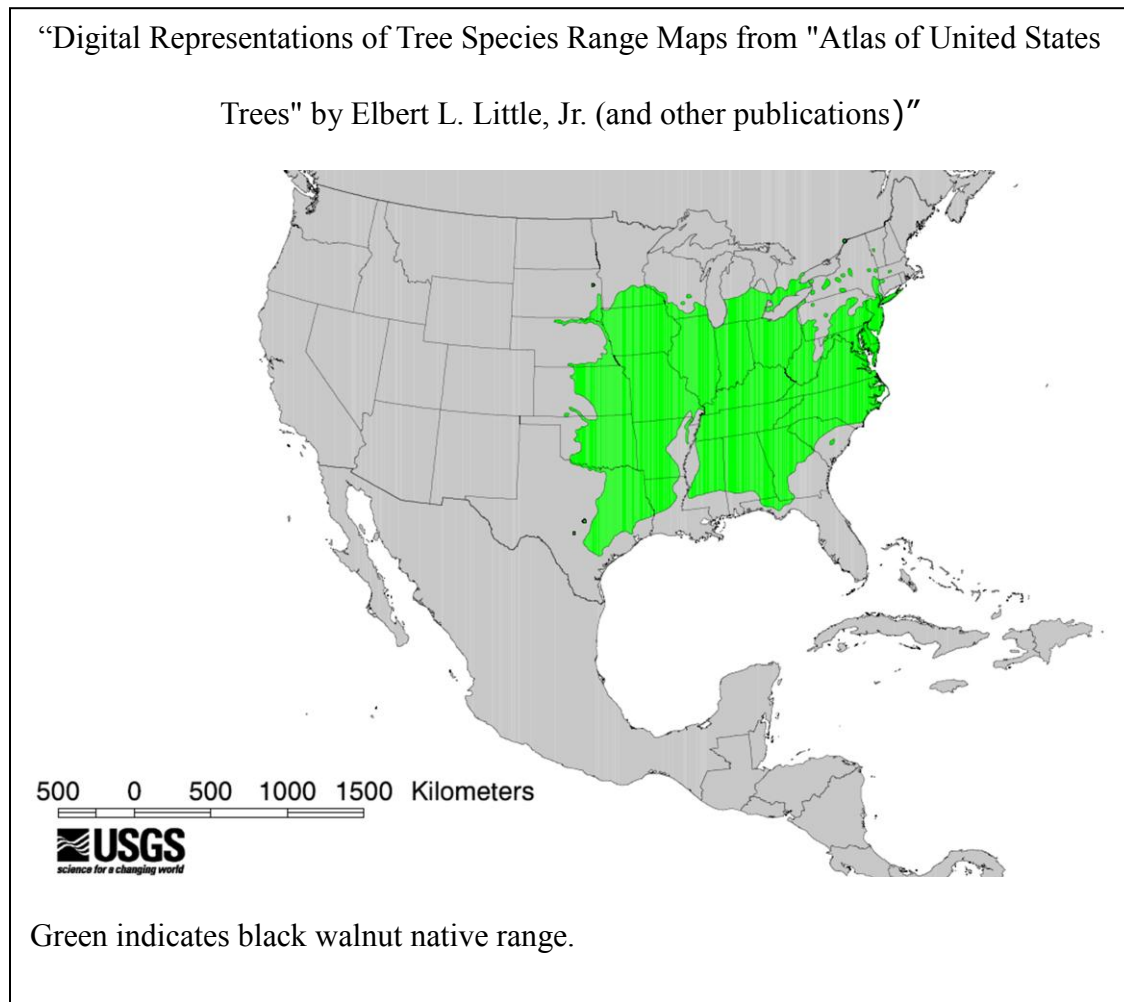 “Digital Representations of Tree Species Range Maps from "Atlas of United States
Trees" by Elbert L. Little, Jr. (and other publications)”
500 0 500 1000 1500 Kilometers
USGS
science for a changing world
Green indicates black walnut native range.